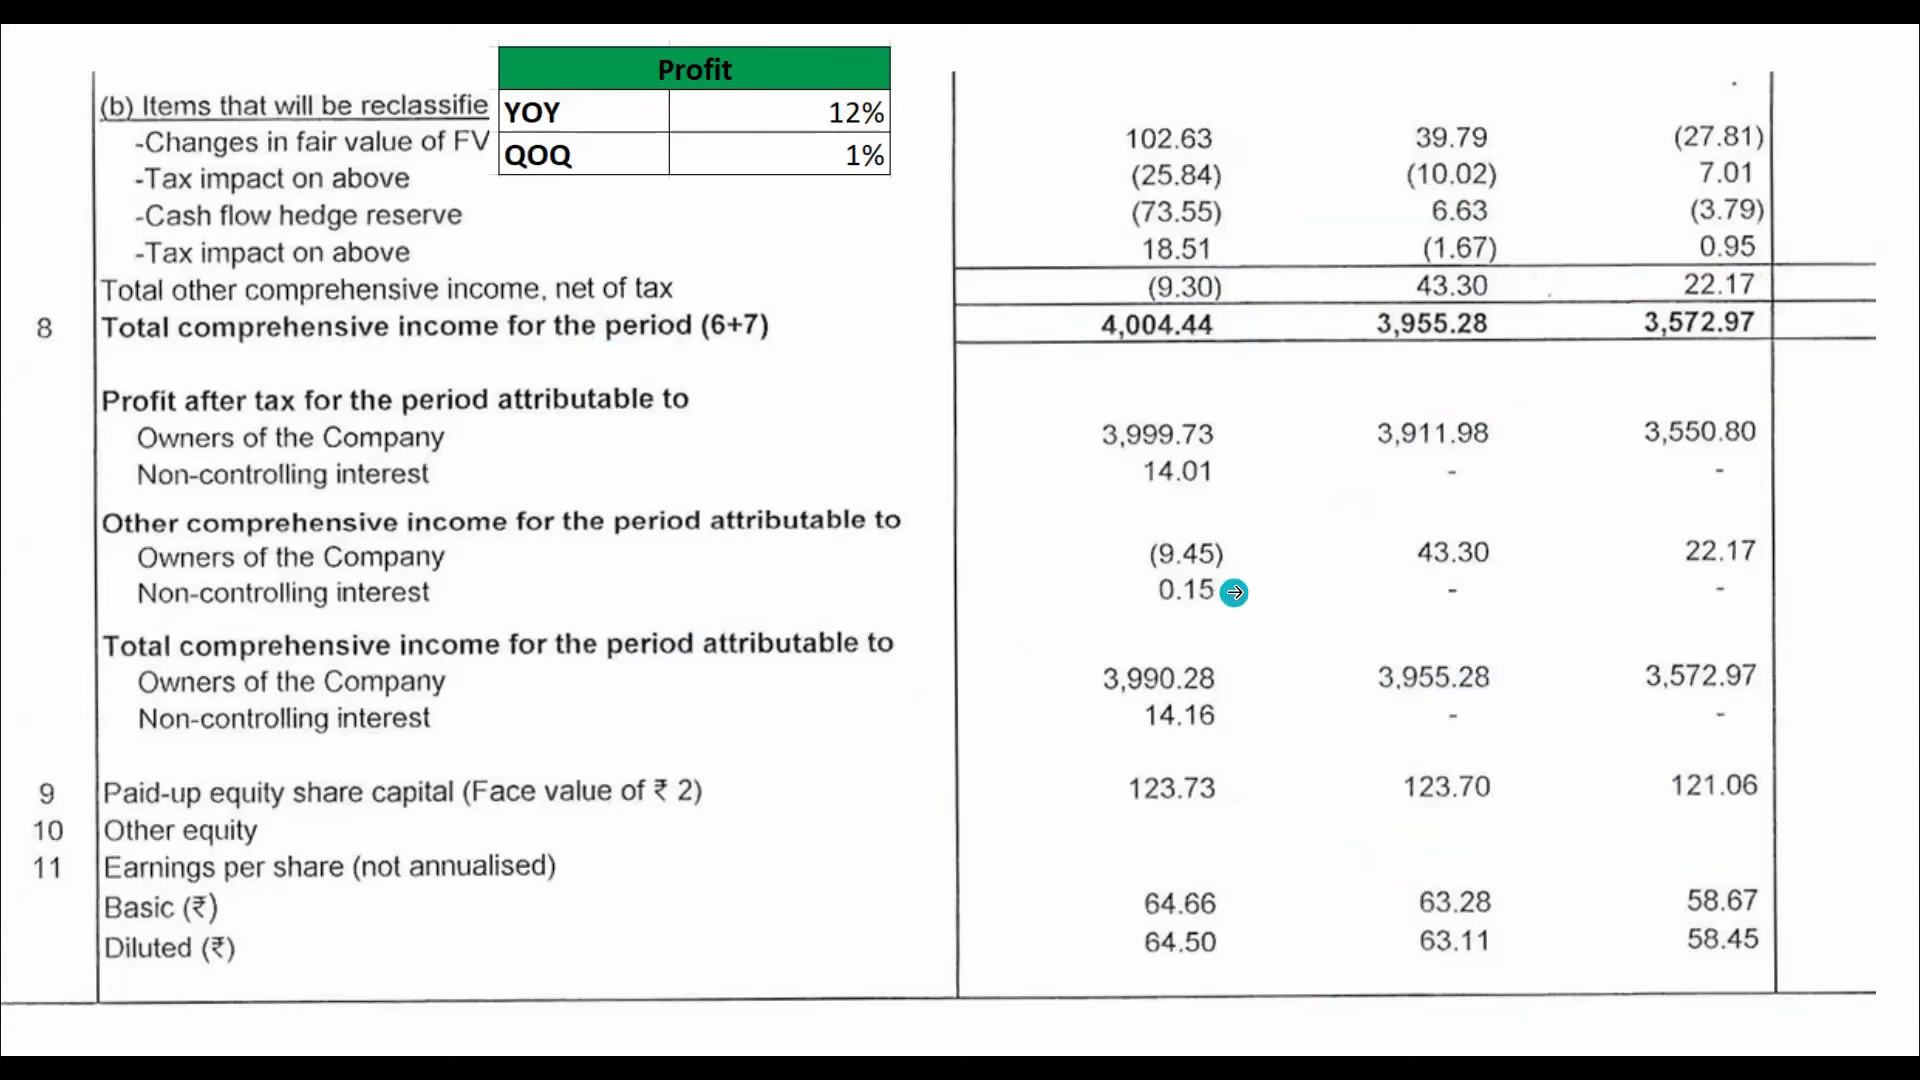 Profit
YOY 12%
QOQ 1%
(b) Items that will be reclassifie
-Changes in fair value of FV 102.63 39.79 (27.81)
-Tax impact on above (25.84) (10.02) 7.01
-Cash flow hedge reserve (73.55) 6.63 (3.79)
-Tax impact on above 18.51 (1.67) 0.95
Total other comprehensive income, net of tax (9.30) 43.30 22.17
8 Total comprehensive income for the period (6+7) 4,004.44 3,955.28 3,572.97
Profit after tax for the period attributable to
Owners of the Company 3,999.73 3,911.98 3,550.80
Non-controlling interest 14.01 - -
Other comprehensive income for the period attributable to
Owners of the Company (9.45) 43.30 22.17
Non-controlling interest 0.15 - -
Total comprehensive income for the period attributable to
Owners of the Company 3,990.28 3,955.28 3,572.97
Non-controlling interest 14.16 - -
9 Paid-up equity share capital (Face value of ₹ 2) 123.73 123.70 121.06
10 Other equity
11 Earnings per share (not annualised)
Basic (₹) 64.66 63.28 58.67
Diluted (₹) 64.50 63.11 58.45